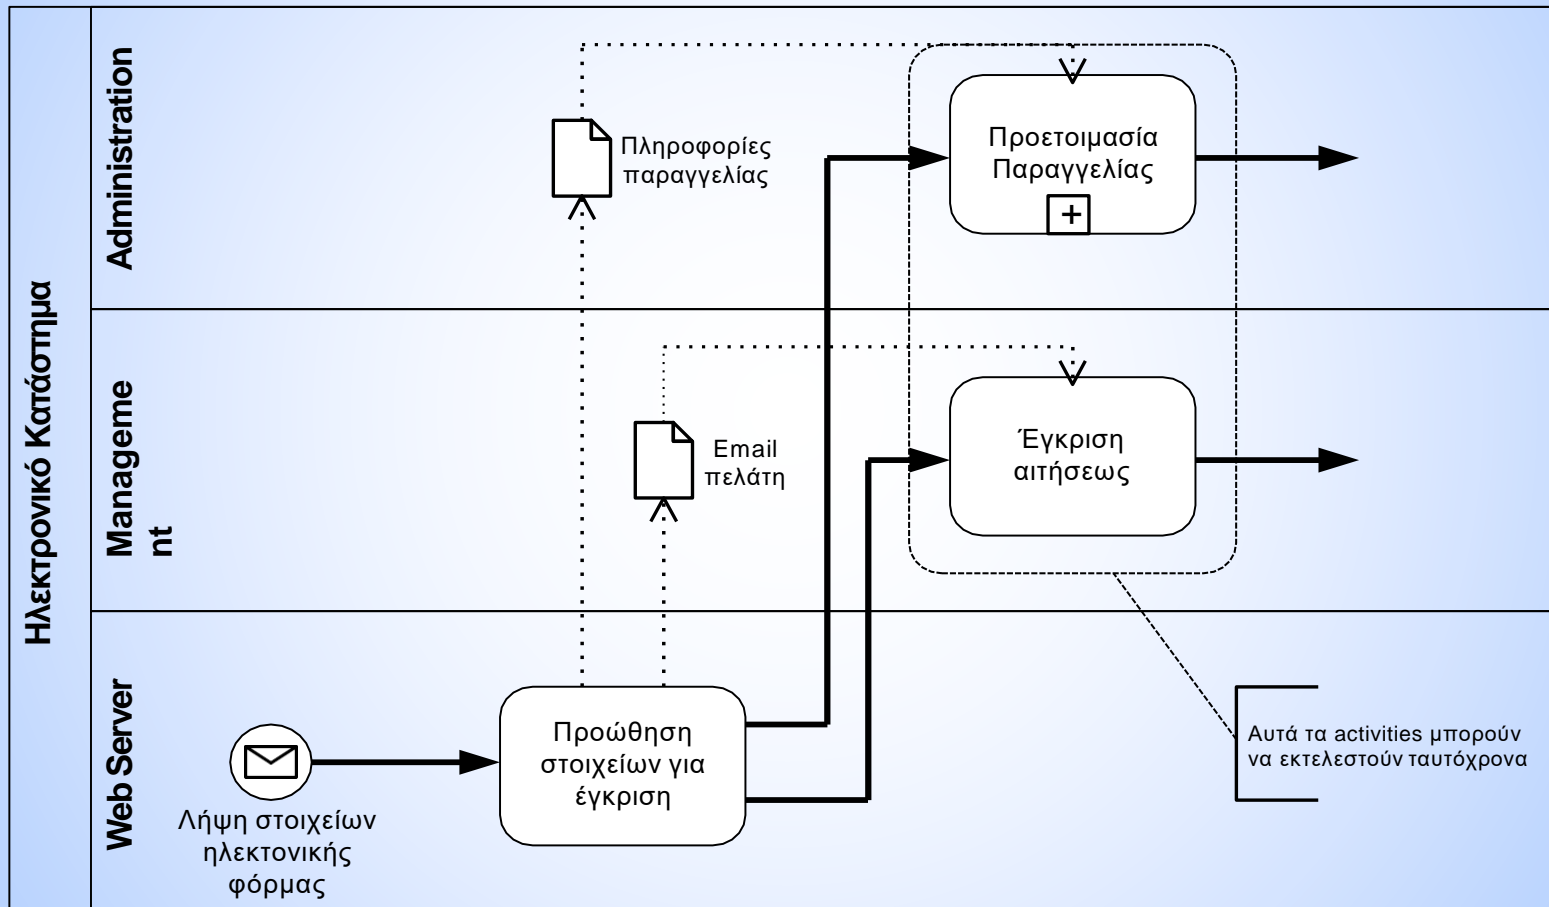 Ηλεκτρονικό Κατάστημα
Administration
Πληροφορίες
παραγγελίας
Προετοιμασία
Παραγγελίας
+
Manageme
nt
Email
πελάτη
Έγκριση
αιτήσεως
Web Server
Λήψη στοιχείων
ηλεκτονικής
φόρμας
Προώθηση
στοιχείων για
έγκριση
Αυτά τα activities μπορούν
να εκτελεστούν ταυτόχρονα